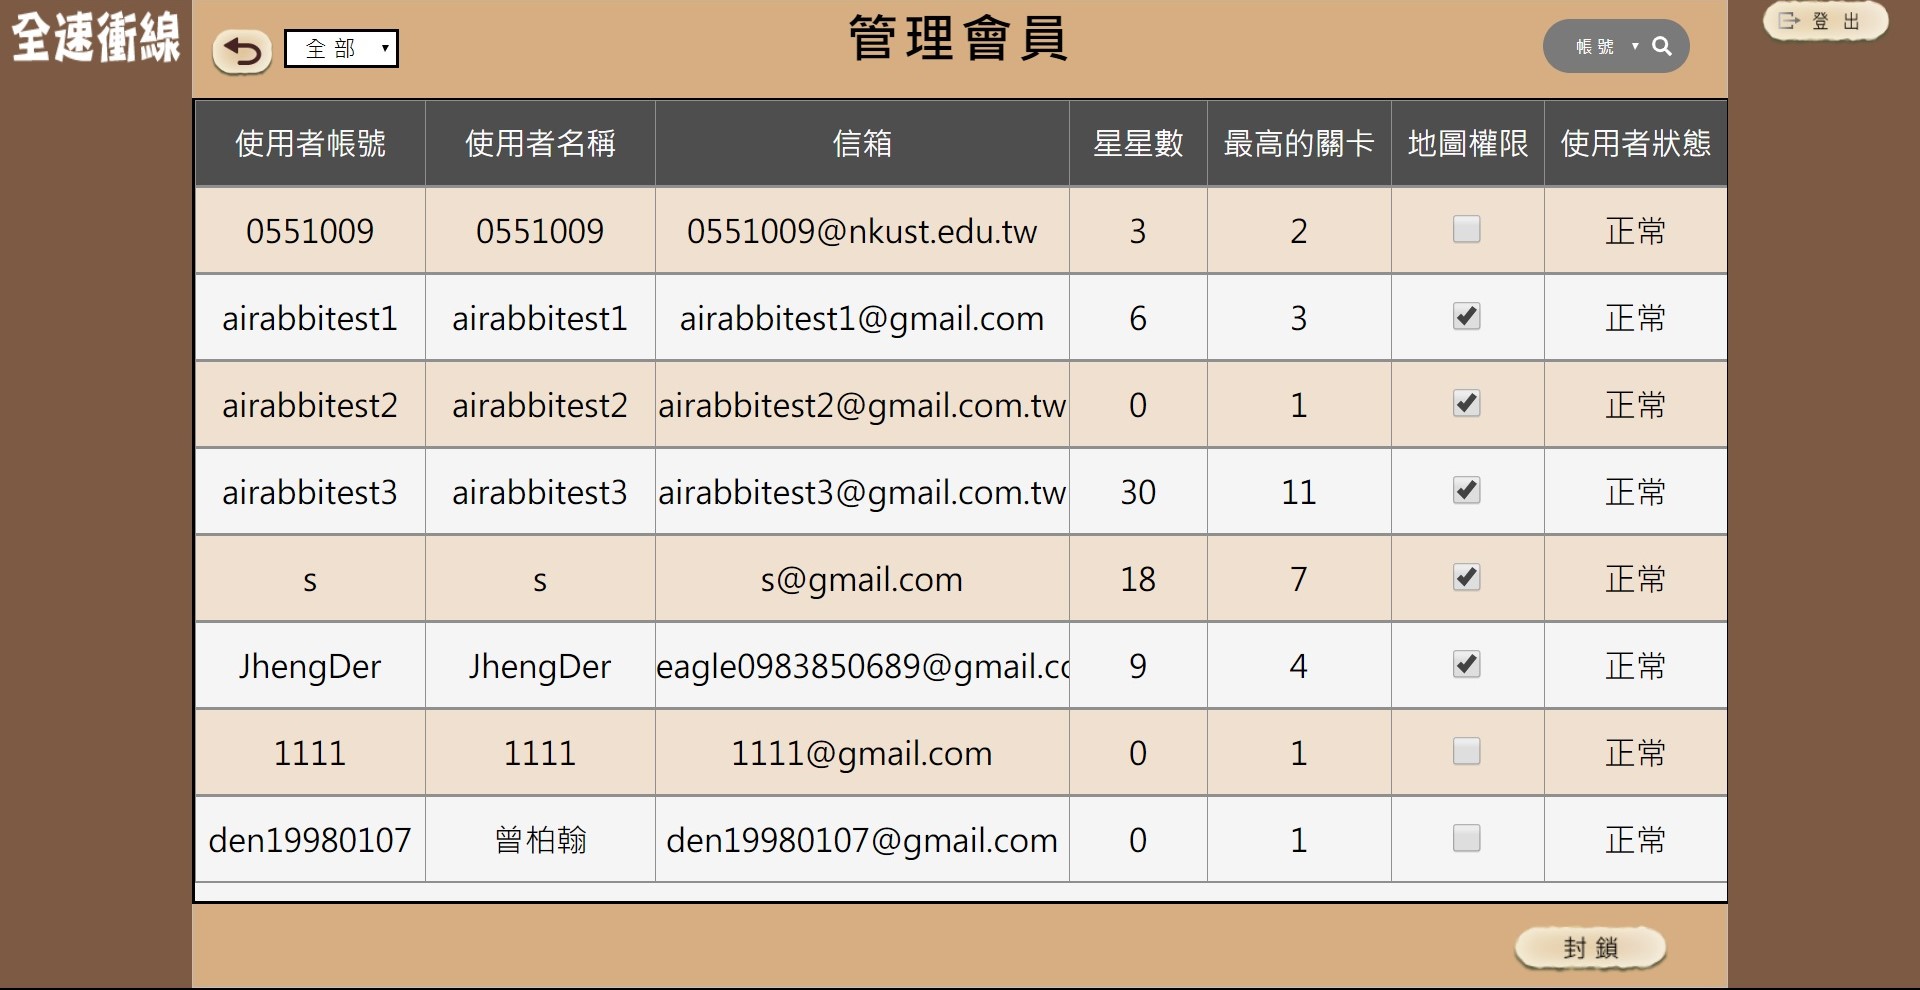 全速衝線
全部
管理會員
帳號
登出
使用者帳號 使用者名稱 信箱 星星數 最高的關卡 地圖權限 使用者狀態
0551009 0551009 0551009@nkust.edu.tw 3 2 正常
airabbitest1 airabbitest1 airabbitest1@gmail.com 6 3 正常
airabbitest2 airabbitest2 airabbitest2@gmail.com.tw 0 1 正常
airabbitest3 airabbitest3 airabbitest3@gmail.com.tw 30 11 正常
s s s@gmail.com 18 7 正常
JhengDer JhengDer eagle0983850689@gmail.cc 9 4 正常
1111 1111 1111@gmail.com 0 1 正常
den19980107 曾柏翰 den19980107@gmail.com 0 1 正常
封鎖